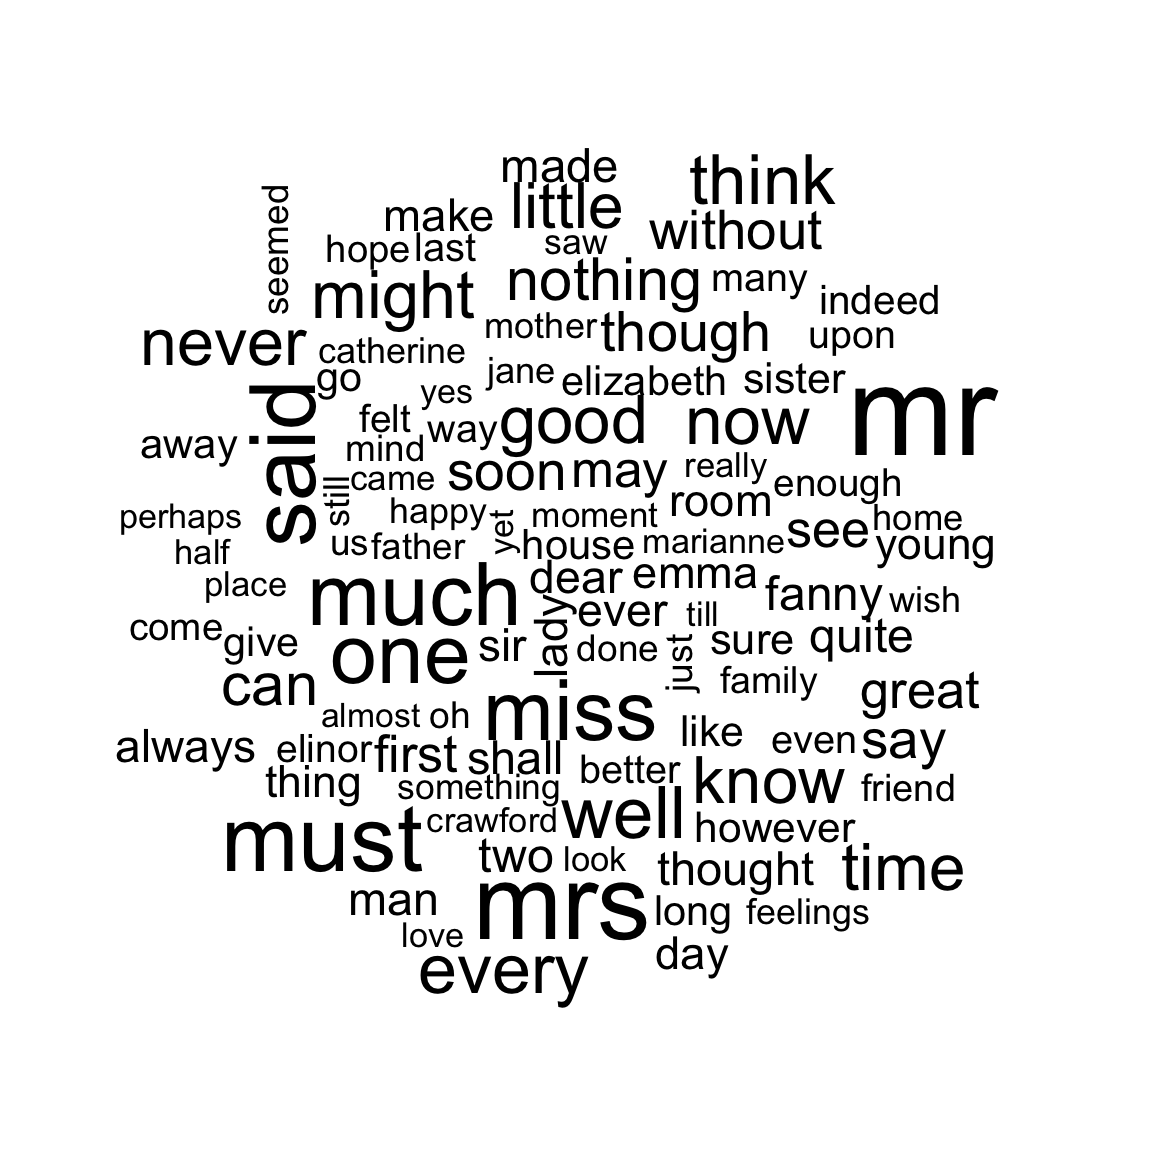 made
think
little
make
without
seemed
hope last
saw
nothing
many
might
indeed
mother
though
upon
never
catherine
go
yes
jane
elizabeth
sister
mr
said
felt
way
good
now
away
mind
still
came
soon
may
really
enough
room
perhaps
happy
yet
moment
see
home
half
us
father
house
marianne
young
place
much
dear
emma
fanny
wish
ever
till
come
give
one
sir
lady
done
just
sure
quite
can
family
great
almost
oh
miss
like
always
elinor
first
shall
even
say
thing
something
better
know
friend
must
crawford
well
however
two
look
thought
time
man
mrs
long
feelings
love
every
day